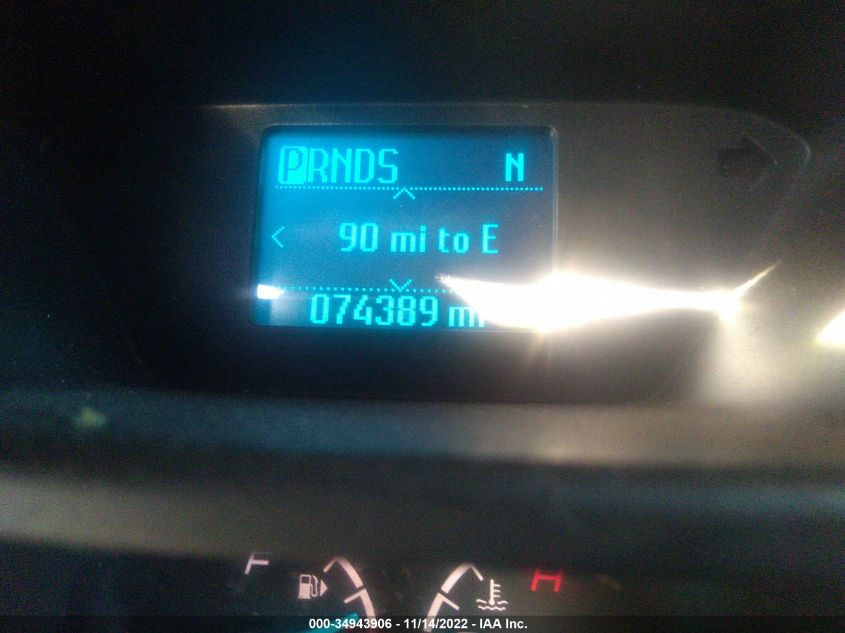 PRNDS N
90 mi to E
074389 mi
F H
000-34943906 - 11/14/2022 - IAA Inc.